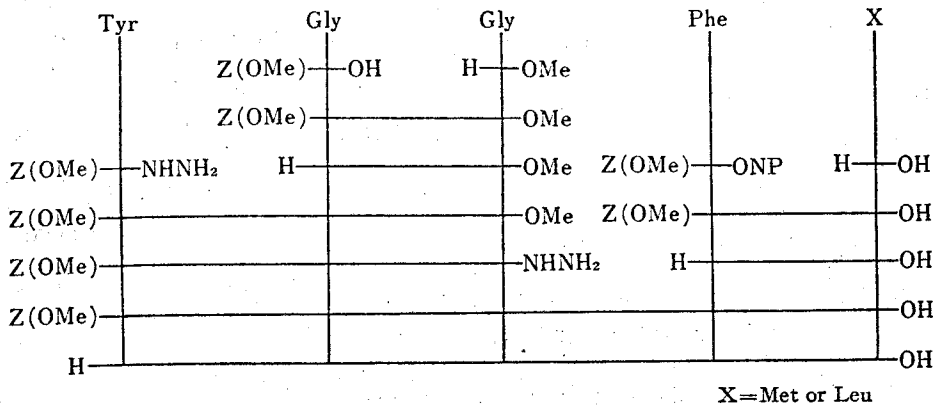 Tyr Gly Gly Phe X
Z(OMe) OH H OMe
Z(OMe) OMe
Z(OMe) NHNH₂ H OMe Z(OMe) ONP H OH
Z(OMe) OMe Z(OMe) OH
Z(OMe) NHNH₂ H OH
Z(OMe) OH
H OH
X=Met or Leu